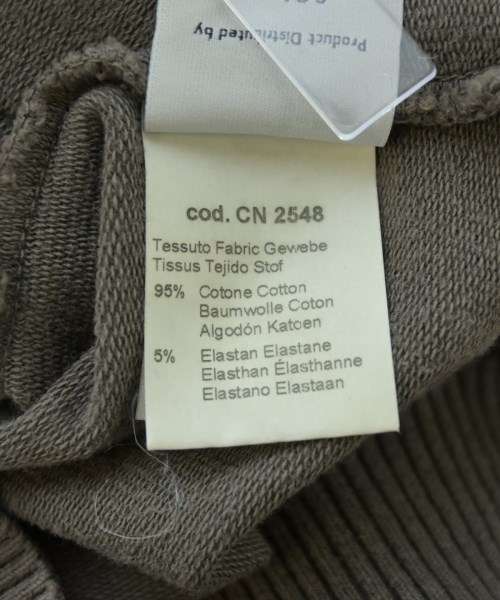 Product Distributed by
cod. CN 2548
Tessuto Fabric Gewebe
Tissus Tejido Stof
95% Cotone Cotton
Baumwolle Coton
Algodón Katoen
5% Elastan Elastane
Elasthan Élasthanne
Elastano Elastaan